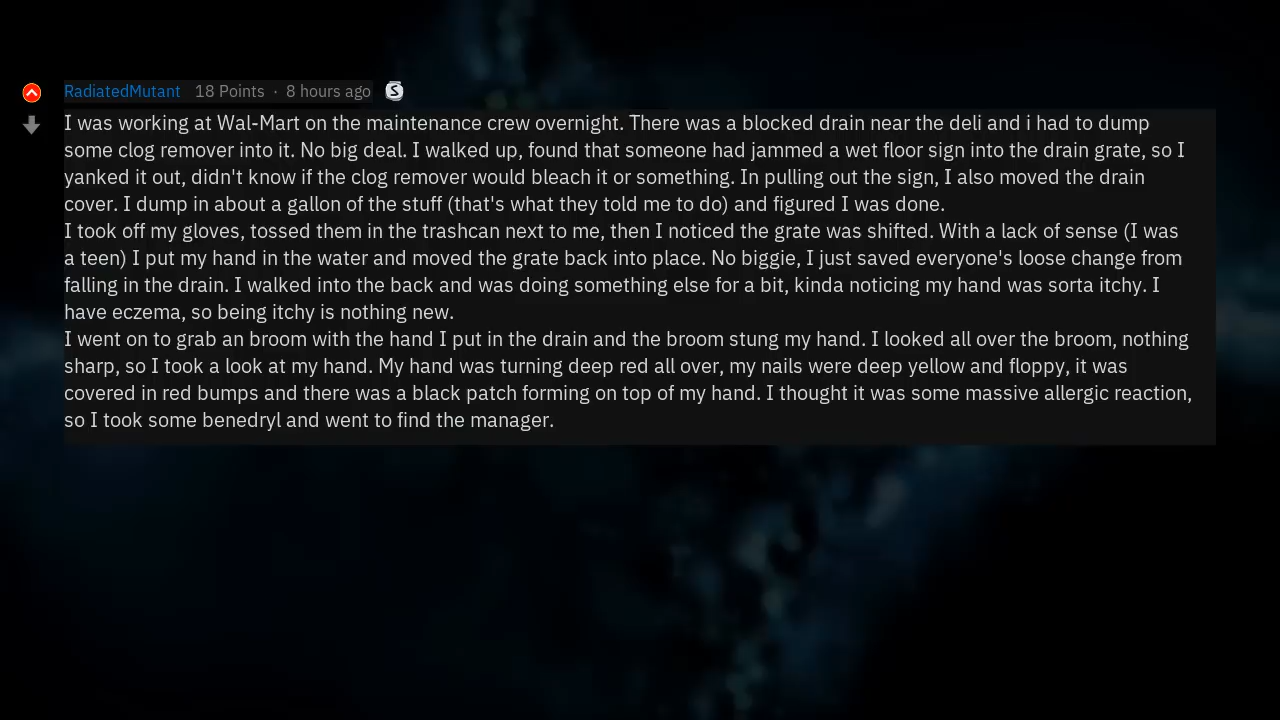 RadiatedMutant 18 Points · 8 hours ago S
I was working at Wal-Mart on the maintenance crew overnight. There was a blocked drain near the deli and i had to dump
some clog remover into it. No big deal. I walked up, found that someone had jammed a wet floor sign into the drain grate, so I
yanked it out, didn't know if the clog remover would bleach it or something. In pulling out the sign, I also moved the drain
cover. I dump in about a gallon of the stuff (that's what they told me to do) and figured I was done.
I took off my gloves, tossed them in the trashcan next to me, then I noticed the grate was shifted. With a lack of sense (I was
a teen) I put my hand in the water and moved the grate back into place. No biggie, I just saved everyone's loose change from
falling in the drain. I walked into the back and was doing something else for a bit, kinda noticing my hand was sorta itchy. I
have eczema, so being itchy is nothing new.
I went on to grab an broom with the hand I put in the drain and the broom stung my hand. I looked all over the broom, nothing
sharp, so I took a look at my hand. My hand was turning deep red all over, my nails were deep yellow and floppy, it was
covered in red bumps and there was a black patch forming on top of my hand. I thought it was some massive allergic reaction,
so I took some benedryl and went to find the manager.